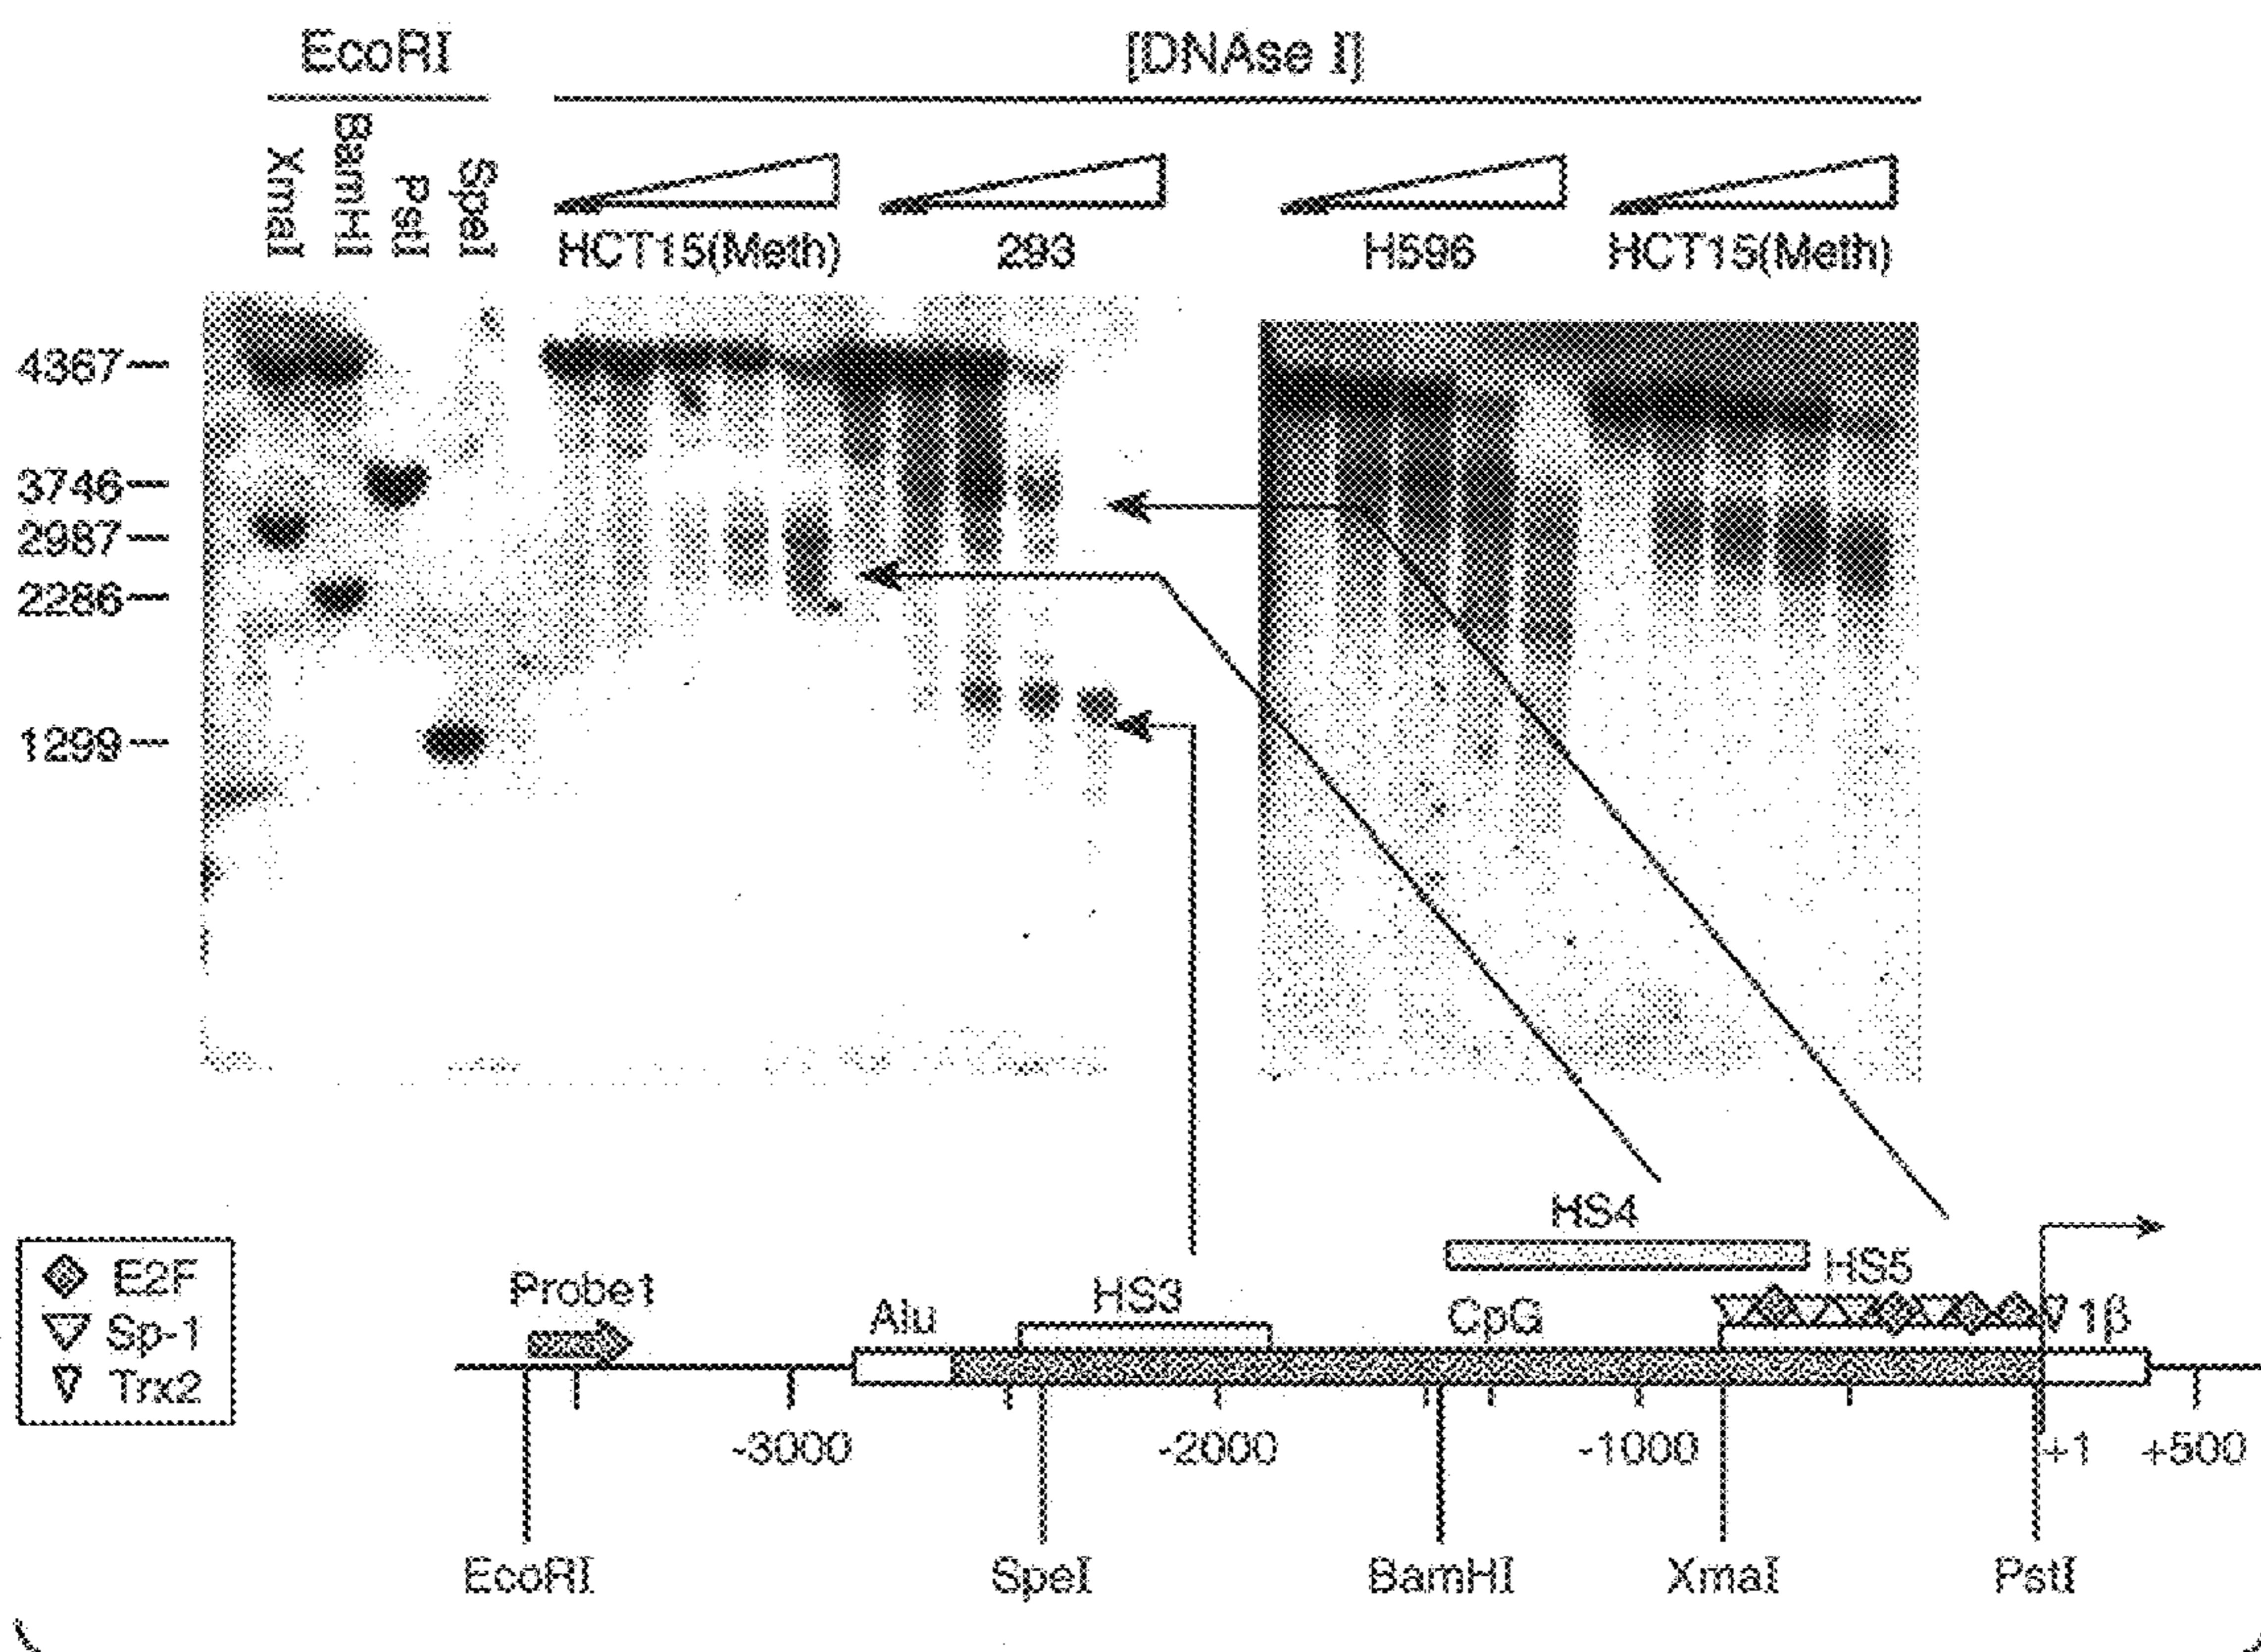 EcoRI [DNAse I]
XmaI BamHI PstI SpeI
HCT15(Meth) 293 H596 HCT15(Meth)
4367
3746
2987
2286
1299
HS4
HS5
E2F
Sp-1
Trx2
Probe1
Alu
HS3
CpG
1β
-3000 -2000 -1000 +1 +500
EcoRI SpeI BamHI XmaI PstI